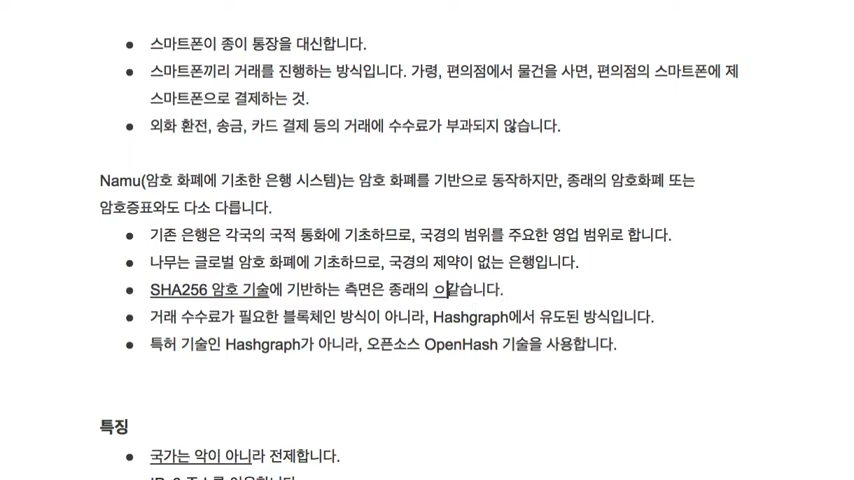 ● 스마트폰이 종이 통장을 대신합니다.
● 스마트폰끼리 거래를 진행하는 방식입니다. 가령, 편의점에서 물건을 사면, 편의점의 스마트폰에 제
스마트폰으로 결제하는 것.
● 외화 환전, 송금, 카드 결제 등의 거래에 수수료가 부과되지 않습니다.
Namu(암호 화폐에 기초한 은행 시스템)는 암호 화폐를 기반으로 동작하지만, 종래의 암호화폐 또는
암호증표와도 다소 다릅니다.
● 기존 은행은 각국의 국적 통화에 기초하므로, 국경의 범위를 주요한 영업 범위로 합니다.
● 나무는 글로벌 암호 화폐에 기초하므로, 국경의 제약이 없는 은행입니다.
● SHA256 암호 기술에 기반하는 측면은 종래의 ㅇ같습니다.
● 거래 수수료가 필요한 블록체인 방식이 아니라, Hashgraph에서 유도된 방식입니다.
● 특허 기술인 Hashgraph가 아니라, 오픈소스 OpenHash 기술을 사용합니다.
특징
● 국가는 악이 아니라 전제합니다.